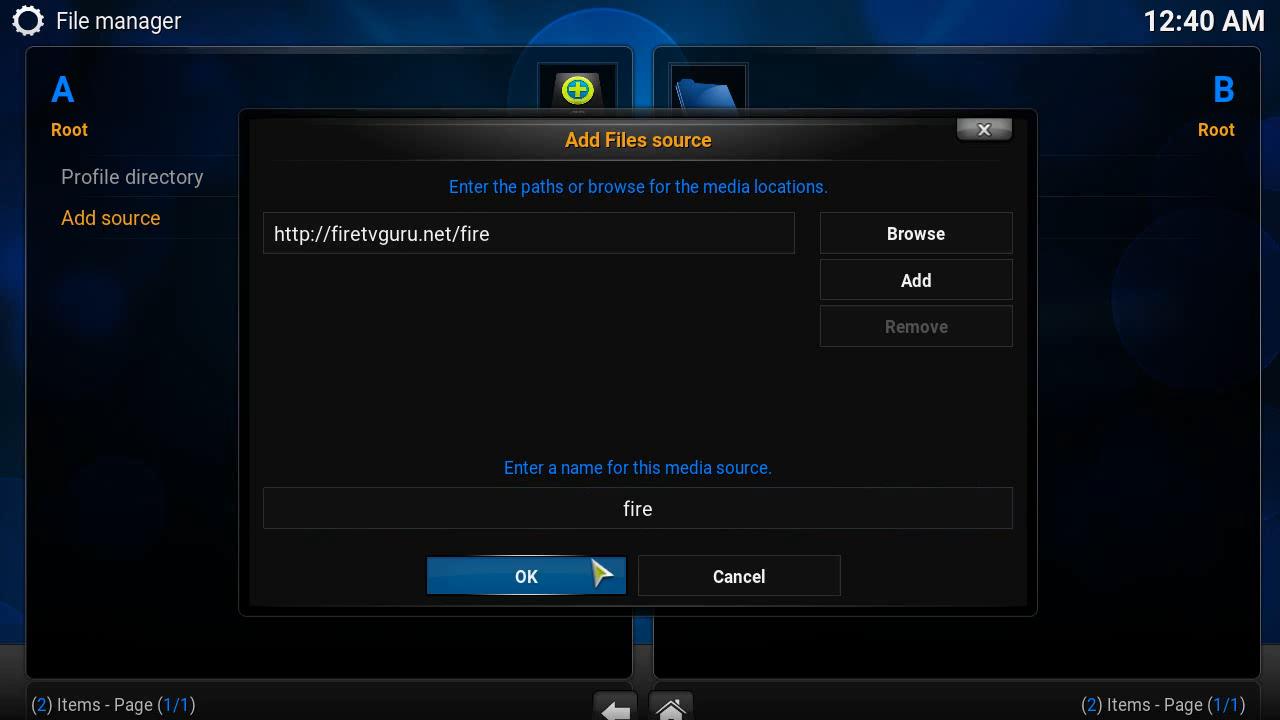 File manager
12:40 AM
A
Root
Profile directory
Add source
B
Root
Add Files source
x
Enter the paths or browse for the media locations.
http://firetvguru.net/fire
Browse
Add
Remove
Enter a name for this media source.
fire
OK
Cancel
(2) Items - Page (1/1)
(2) Items - Page (1/1)